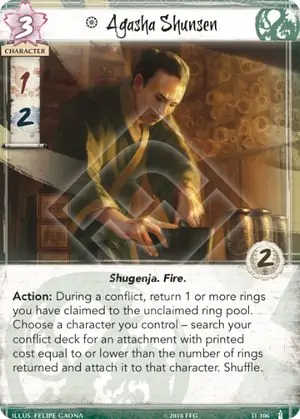 3
Agasha Shunsen
CHARACTER
1
2
2
Shugenja. Fire.
Action: During a conflict, return 1 or more rings
you have claimed to the unclaimed ring pool.
Choose a character you control – search your
conflict deck for an attachment with printed
cost equal to or lower than the number of rings
returned and attach it to that character. Shuffle.
ILLUS. FELIPE GAONA
©2018 FFG
D 106